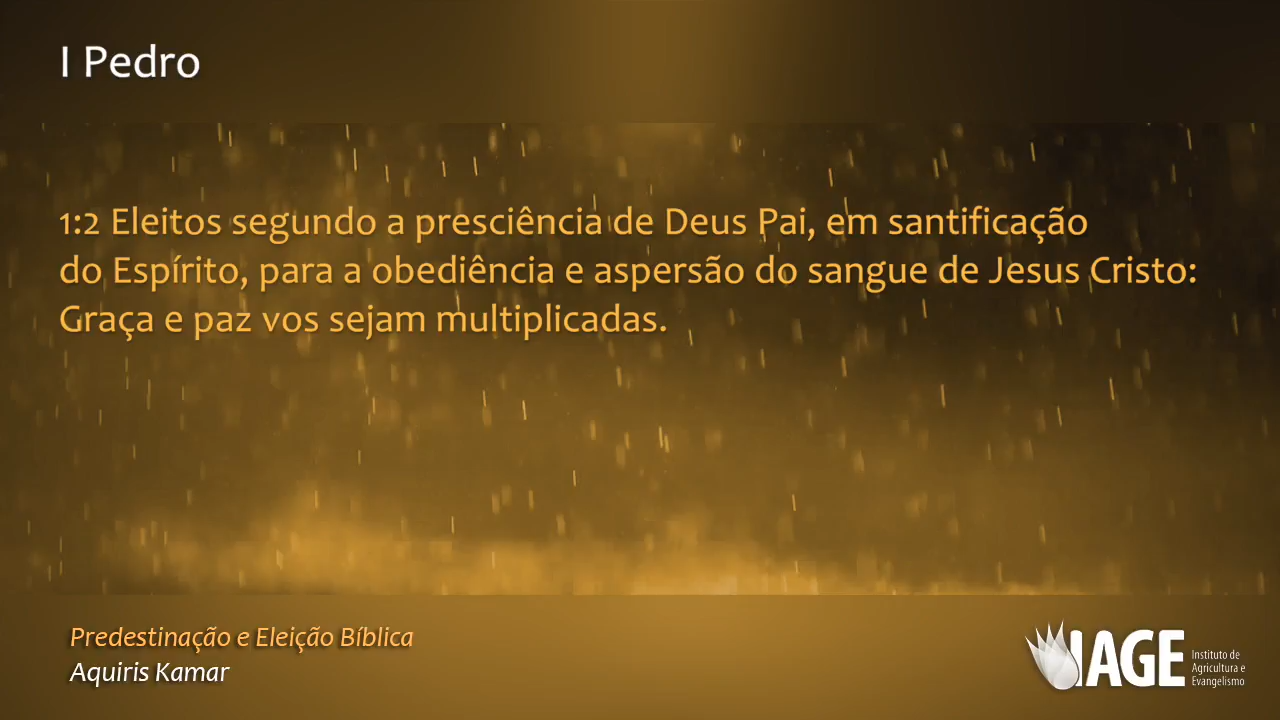 I Pedro
1:2 Eleitos segundo a presciência de Deus Pai, em santificação
do Espírito, para a obediência e aspersão do sangue de Jesus Cristo:
Graça e paz vos sejam multiplicadas.
Predestinação e Eleição Bíblica
Aquiris Kamar
IAGE
Instituto de
Agricultura e
Evangelismo